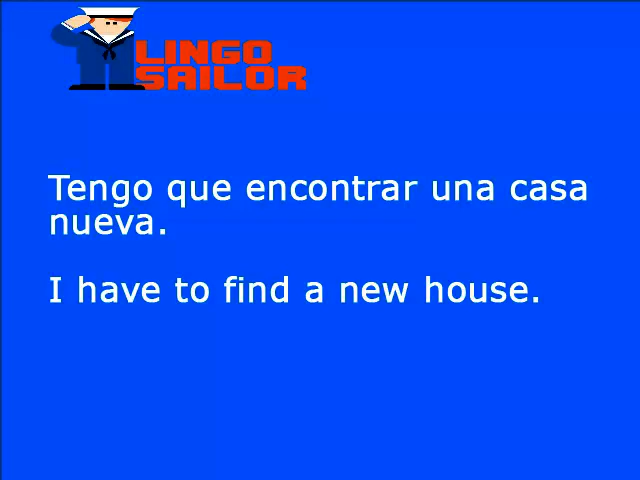 LINGO
SAILOR
Tengo que encontrar una casa
nueva.
I have to find a new house.